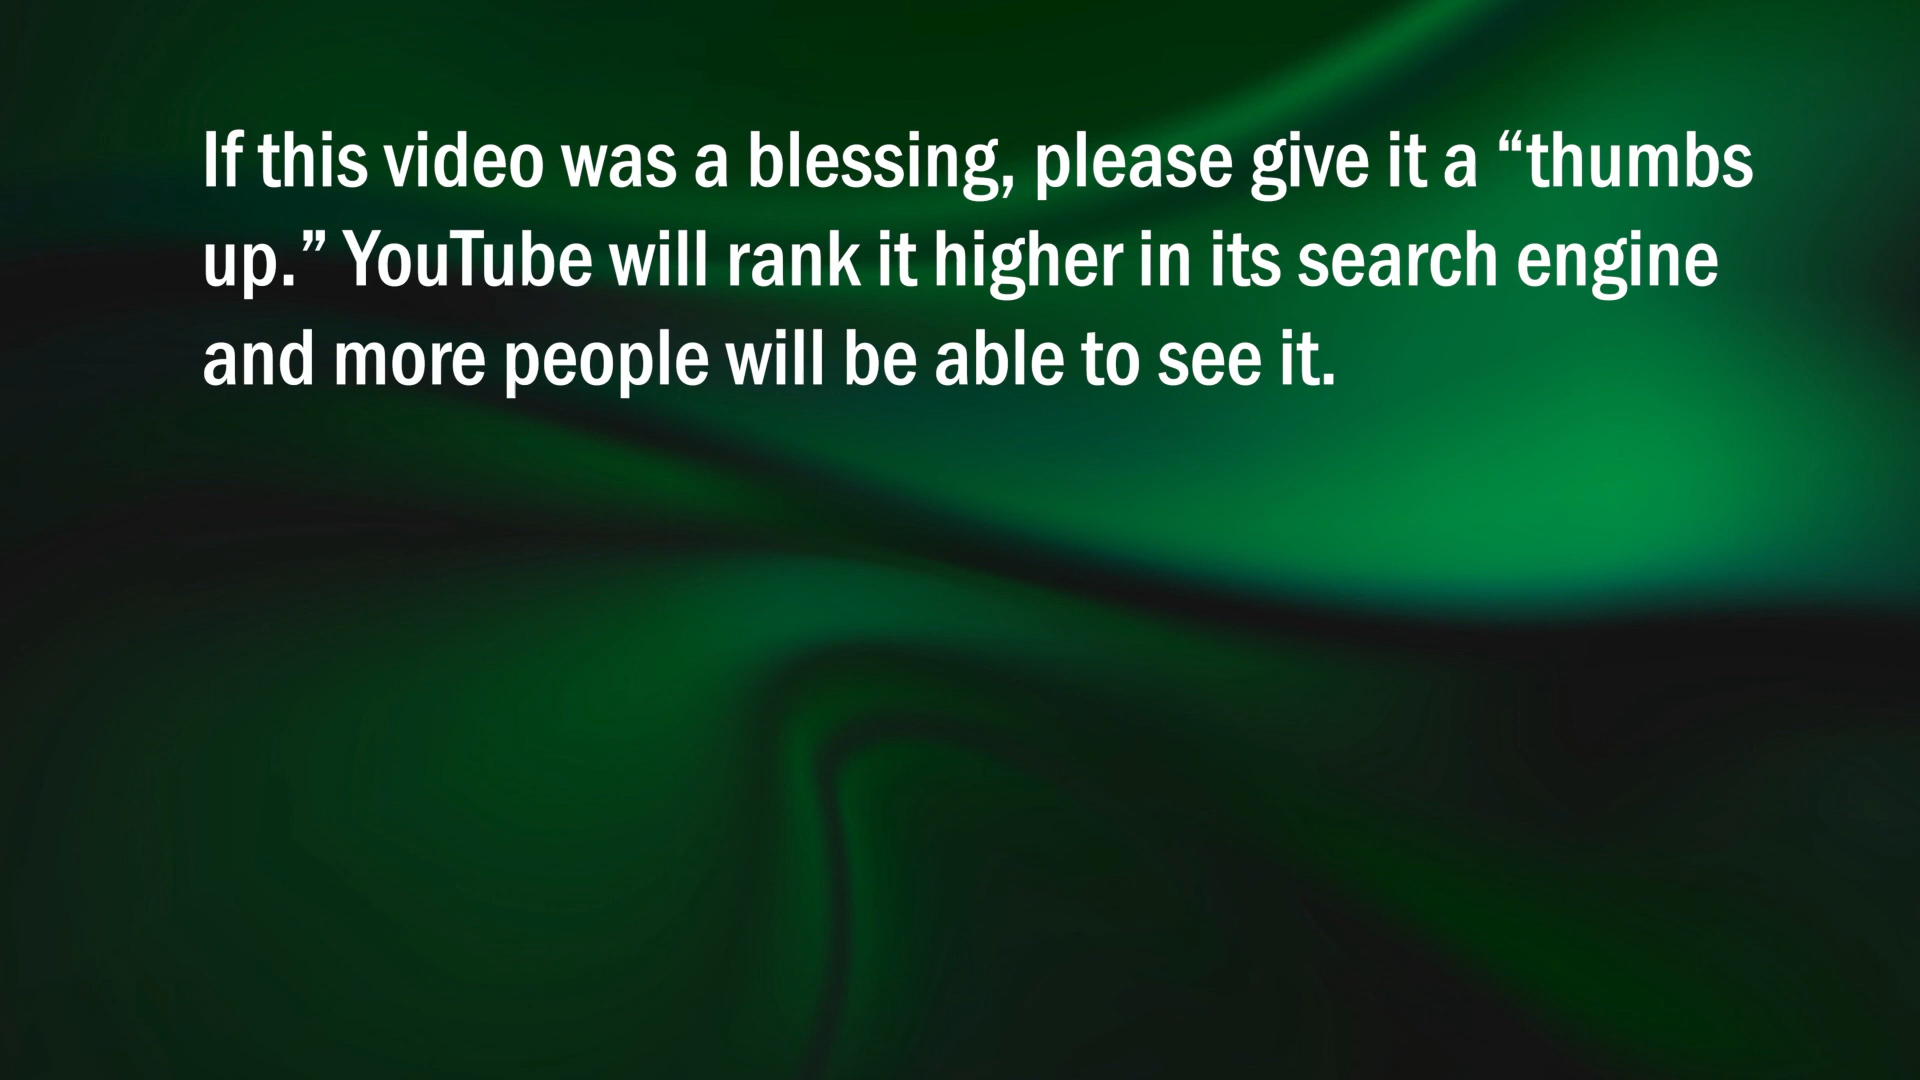 If this video was a blessing, please give it a “thumbs
up.” YouTube will rank it higher in its search engine
and more people will be able to see it.